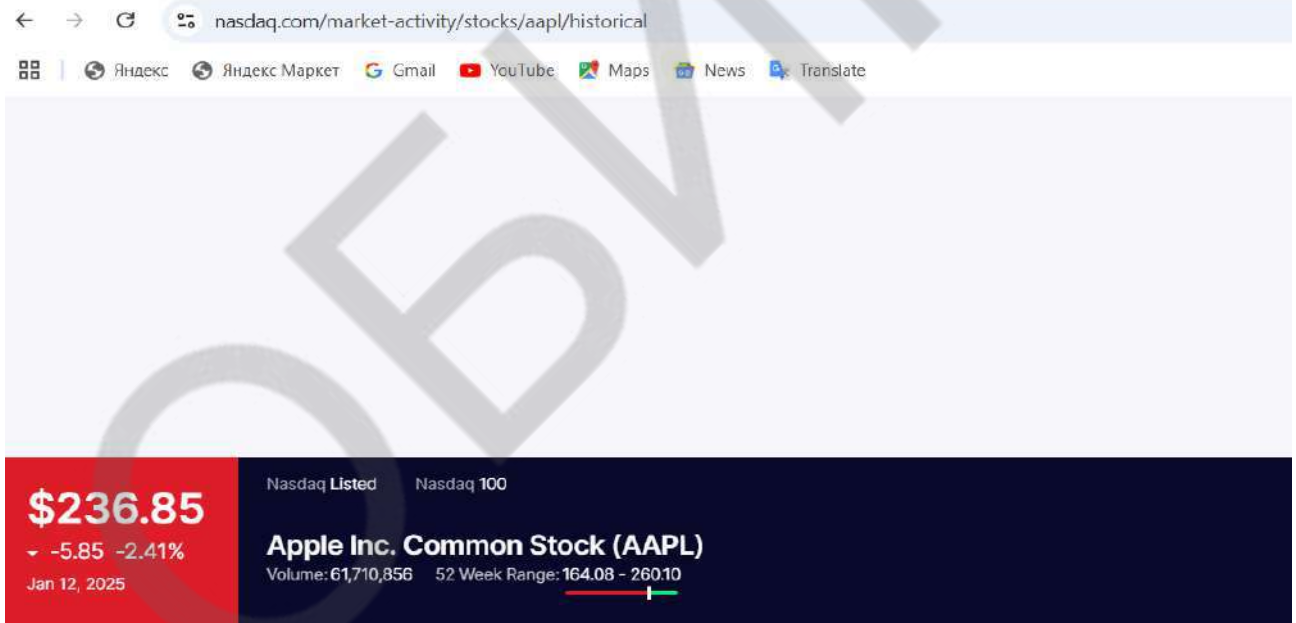 nasdaq.com/market-activity/stocks/aapl/historical
Яндекс Яндекс Маркет Gmail YouTube Maps News Translate
$236.85
-5.85 -2.41%
Jan 12, 2025
Nasdaq Listed Nasdaq 100
Apple Inc. Common Stock (AAPL)
Volume: 61,710,856 52 Week Range: 164.08 - 260.10